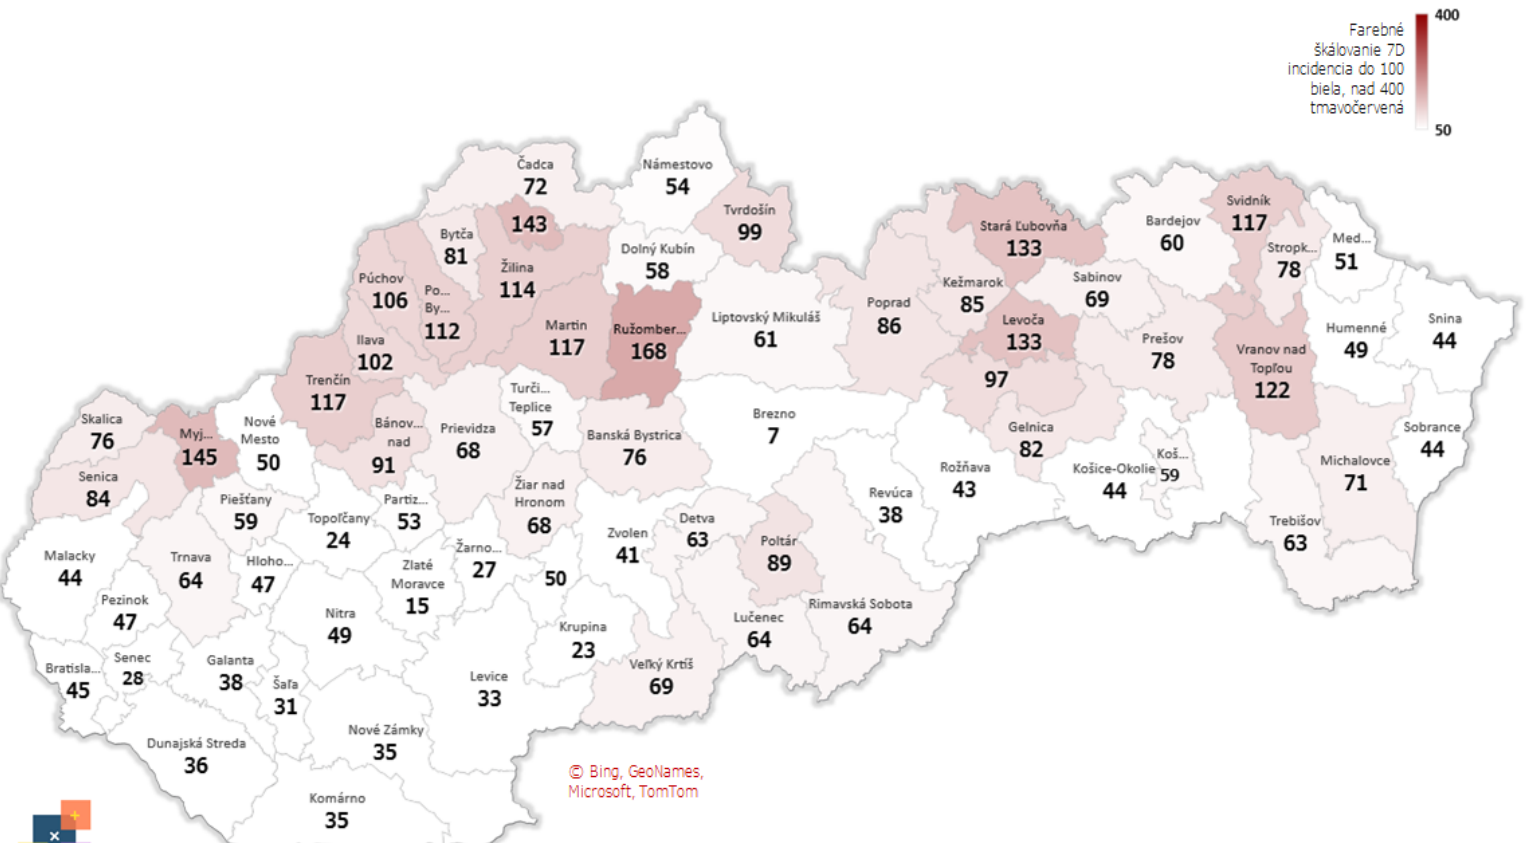 400
Farebné
škálovanie 7D
incidencia do 100
biela, nad 400
tmavočervená
50
Čadca
72
Námestovo
54
143
Tvrdošín
99
Bytča
81
Dolný Kubín
58
Žilina
114
Púchov
106
Po...
By...
112
Stará Ľubovňa
133
Bardejov
60
Svidník
117
Stropk...
78
Med...
51
Kežmarok
85
Sabinov
69
Poprad
86
Levoča
133
Prešov
78
Humenné
49
Snina
44
Vranov nad
Topľou
122
Ilava
102
Martin
117
Ružomber...
168
Liptovský Mikuláš
61
97
Trenčín
117
Turči...
Teplice
57
Skalica
76
Myj...
145
Nové
Mesto
50
Bánov...
nad
91
Prievidza
68
Banská Bystrica
76
Brezno
7
Gelnica
82
Sobrance
44
Senica
84
Piešťany
59
Topoľčany
24
Partiz...
53
Žiar nad
Hronom
68
Revúca
38
Rožňava
43
Košice-Okolie
44
Koš...
59
Michalovce
71
Trebišov
63
Malacky
44
Trnava
64
Hloho...
47
Zlaté
Moravce
15
Žarno...
27
50
Zvolen
41
Detva
63
Poltár
89
Pezinok
47
Nitra
49
Krupina
23
Lučenec
64
Rimavská Sobota
64
Bratisla...
45
Senec
28
Galanta
38
Šaľa
31
Levice
33
Veľký Krtíš
69
Dunajská Streda
36
Nové Zámky
35
Komárno
35
© Bing, GeoNames,
Microsoft, TomTom